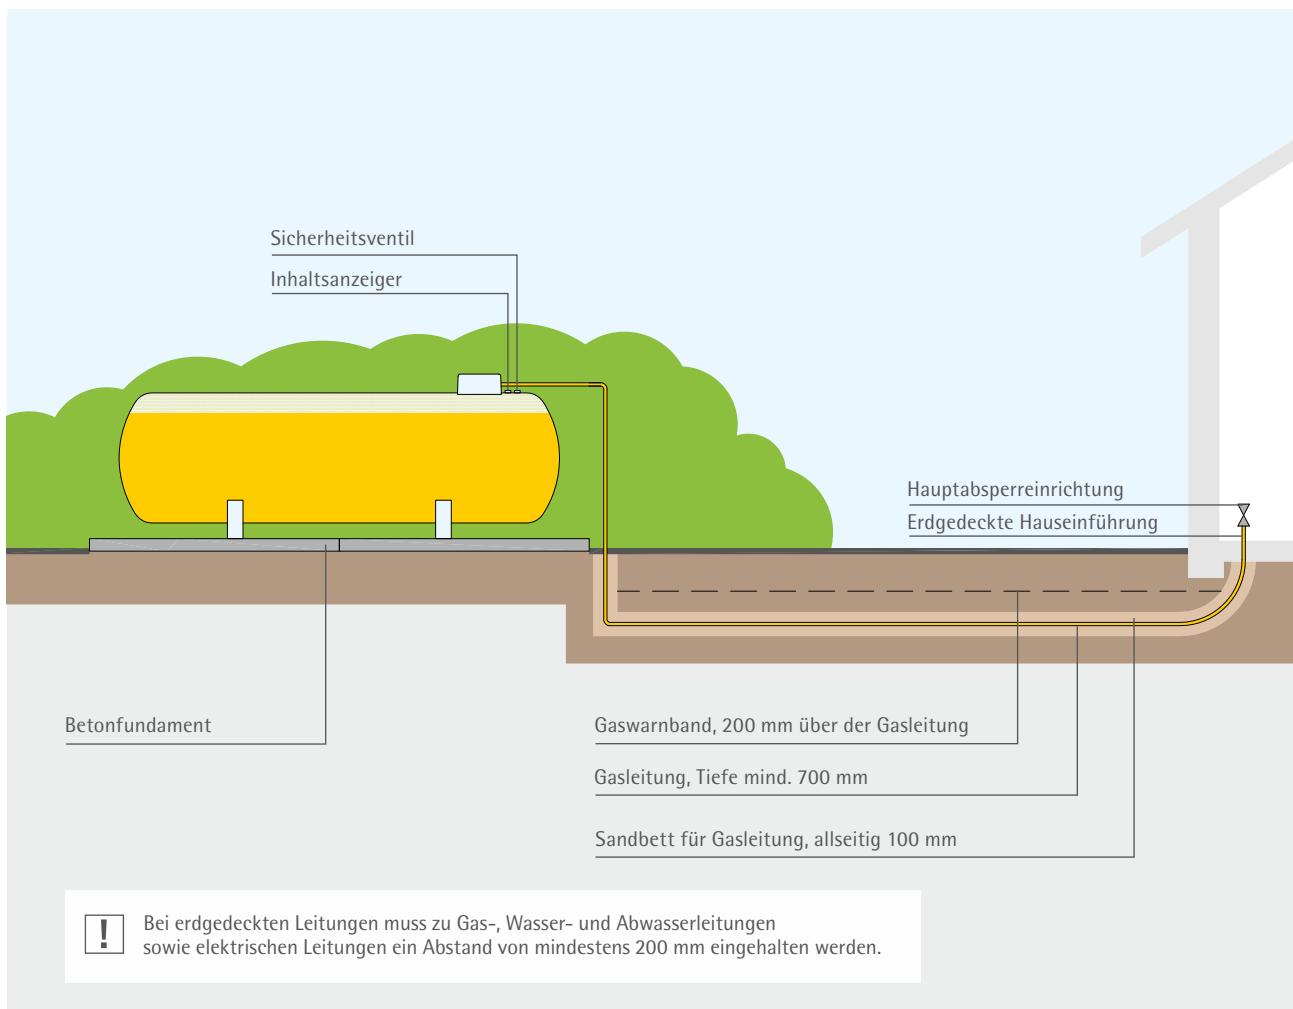 Sicherheitsventil
Inhaltsanzeiger
Hauptabsperreinrichtung
Erdgedeckte Hauseinführung
Betonfundament
Gaswarnband, 200 mm über der Gasleitung
Gasleitung, Tiefe mind. 700 mm
Sandbett für Gasleitung, allseitig 100 mm
!
Bei erdgedeckten Leitungen muss zu Gas-, Wasser- und Abwasserleitungen
sowie elektrischen Leitungen ein Abstand von mindestens 200 mm eingehalten werden.